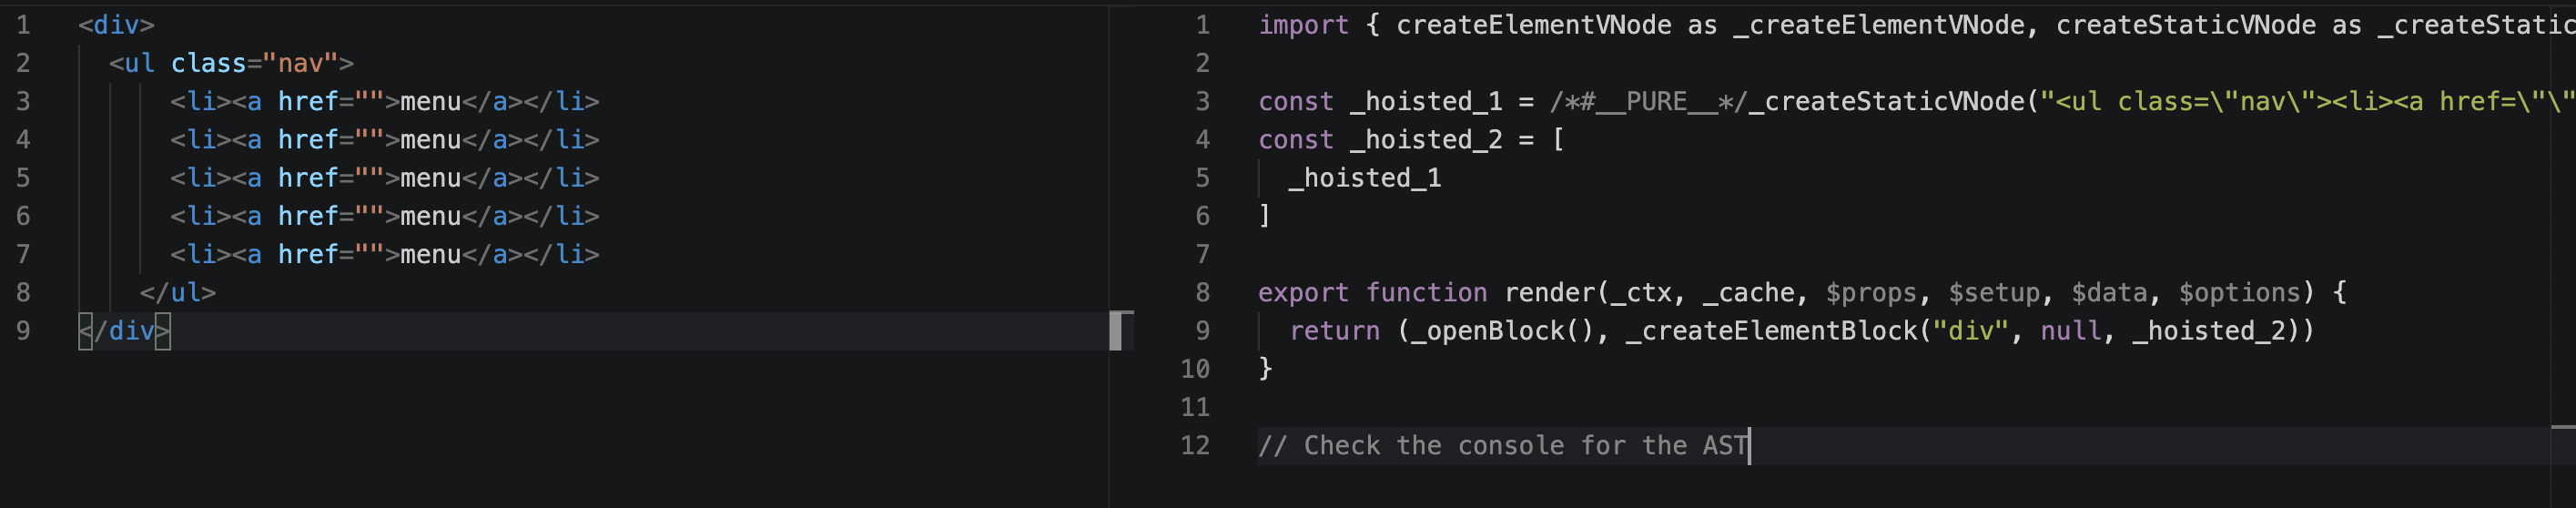 1 <div>
2 <ul class="nav">
3 <li><a href="">menu</a></li>
4 <li><a href="">menu</a></li>
5 <li><a href="">menu</a></li>
6 <li><a href="">menu</a></li>
7 <li><a href="">menu</a></li>
8 </ul>
9 </div>
1 import { createElementVNode as _createElementVNode, createStaticVNode as _createStatic
2
3 const _hoisted_1 = /*#__PURE__*/_createStaticVNode("<ul class=\"nav\"><li><a href=\"\"
4 const _hoisted_2 = [
5 _hoisted_1
6 ]
7
8 export function render(_ctx, _cache, $props, $setup, $data, $options) {
9 return (_openBlock(), _createElementBlock("div", null, _hoisted_2))
10 }
11
12 // Check the console for the AST